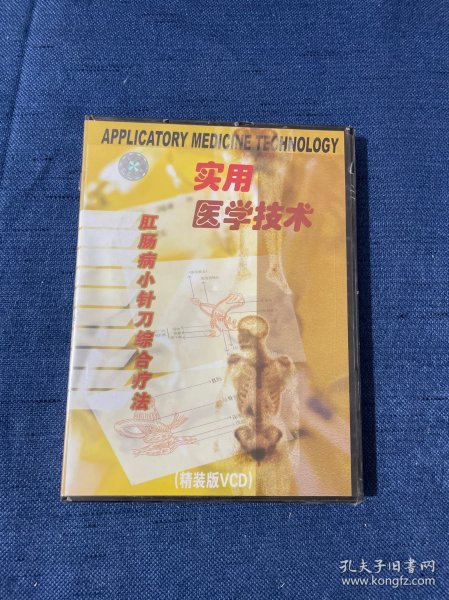 APPLICATORY MEDICINE TECHNOLOGY
实用
医学技术
肛肠病小针刀综合疗法
(精装版VCD)
孔夫子旧书网
www.kongfz.com